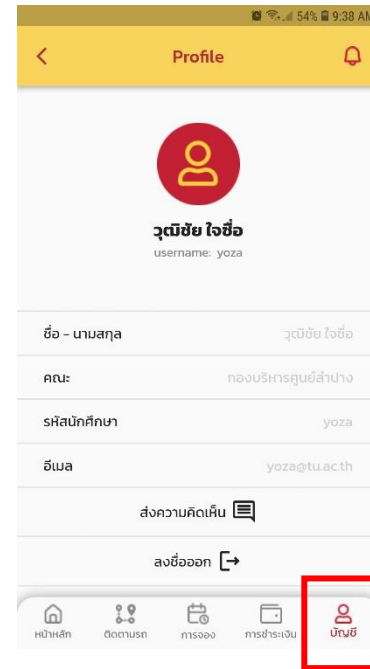 54% 9:38 AM
Profile
วุฒิชัย ใจซื่อ
username: yoza
ชื่อ - นามสกุล วุฒิชัย ใจซื่อ
คณะ กองบริหารศูนย์ลำปาง
รหัสนักศึกษา yoza
อีเมล yoza@tu.ac.th
ส่งความคิดเห็น
ลงชื่อออก
หน้าหลัก ติดตามรถ การจอง การชำระเงิน บัญชี